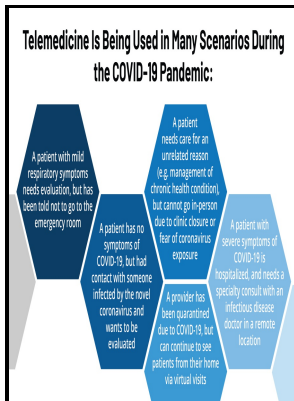 Telemedicine Is Being Used in Many Scenarios During
the COVID-19 Pandemic:
A patient with mild
respiratory symptoms
needs evaluation, but has
been told not to go to the
emergency room
A patient has no
symptoms of
COVID-19, but had
contact with someone
infected by the novel
coronavirus and
wants to be
evaluated
A patient
needs care for an
unrelated reason
(e.g. management of
chronic health condition),
but cannot go in-person
due to clinic closure or
fear of coronavirus
exposure
A provider has
been quarantined
due to COVID-19, but
can continue to see
patients from their home
via virtual visits
A patient with
severe symptoms of
COVID-19 is
hospitalized, and needs a
specialty consult with an
infectious disease
doctor in a remote
location